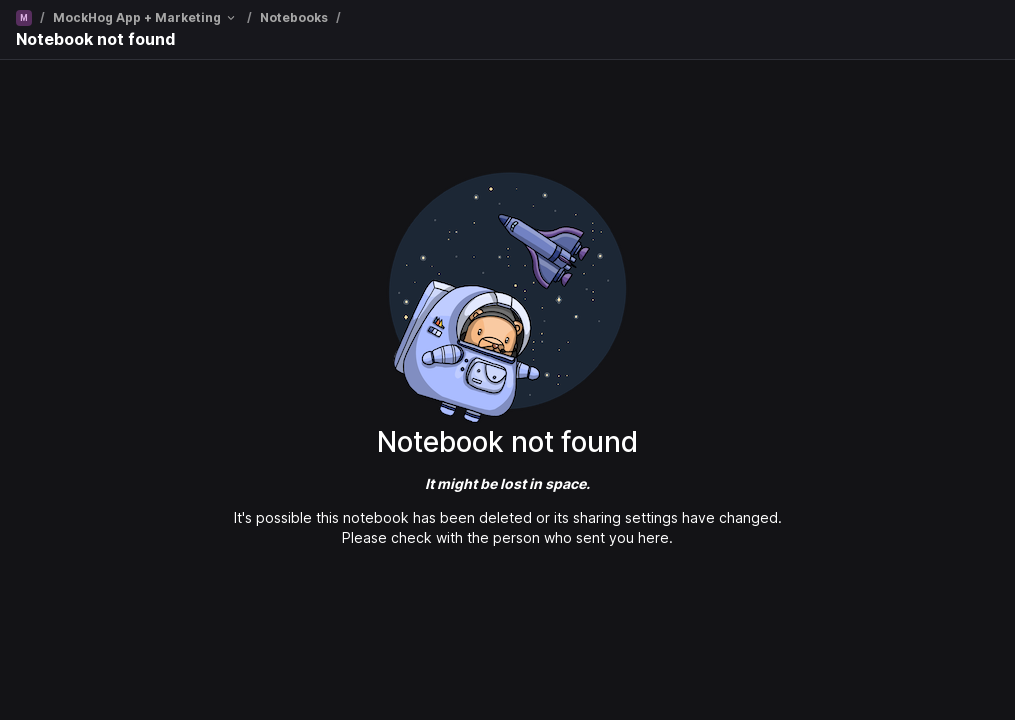 M / MockHog App + Marketing / Notebooks /
Notebook not found
Notebook not found
It might be lost in space.
It's possible this notebook has been deleted or its sharing settings have changed.
Please check with the person who sent you here.